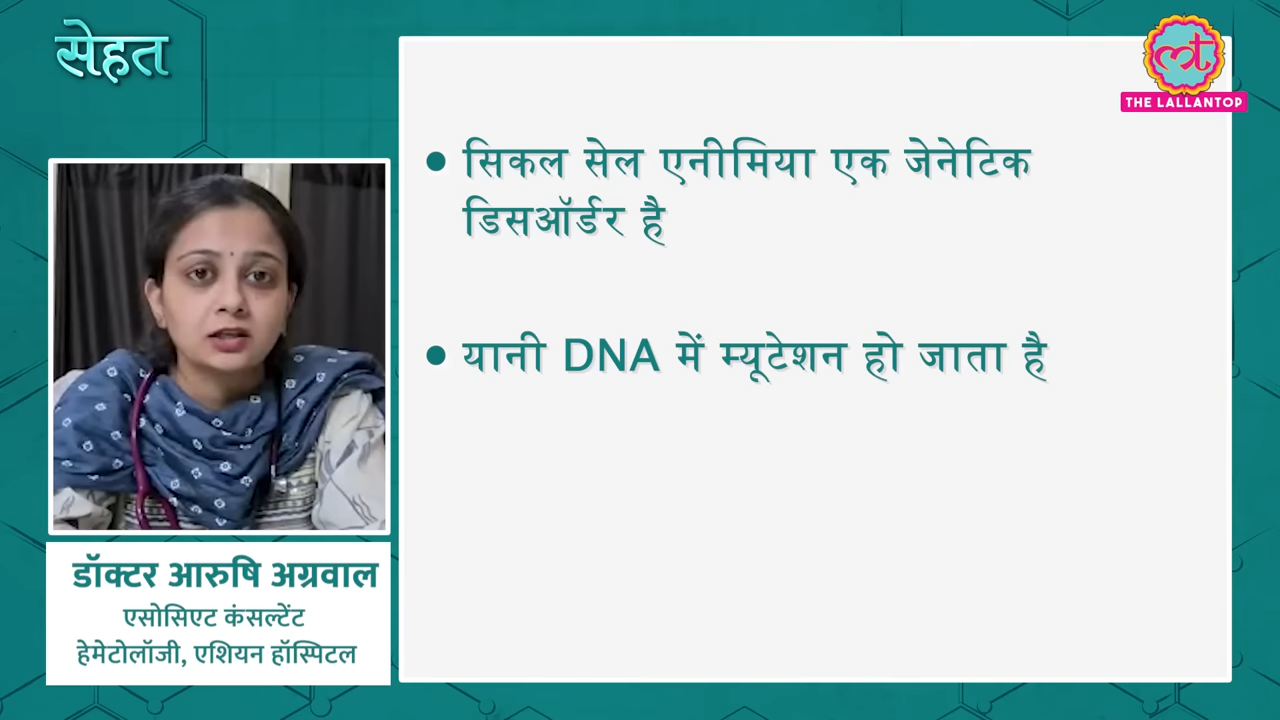 सेहत
THE LALLANTOP
• सिकल सेल एनीमिया एक जेनेटिक
डिसऑर्डर है
• यानी DNA में म्यूटेशन हो जाता है
डॉक्टर आरुषि अग्रवाल
एसोसिएट कंसल्टेंट
हेमेटोलॉजी, एशियन हॉस्पिटल